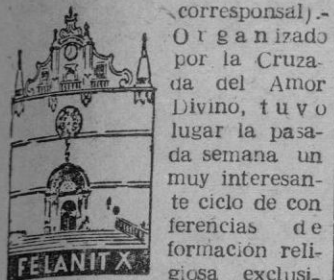 corresponsal).-
Organizado
por la Cruza-
da del Amor
Divino, tuvo
lugar la pasa-
da semana un
muy interesan-
te ciclo de con
ferencias de
formación reli-
giosa exclusi-
FELANITX